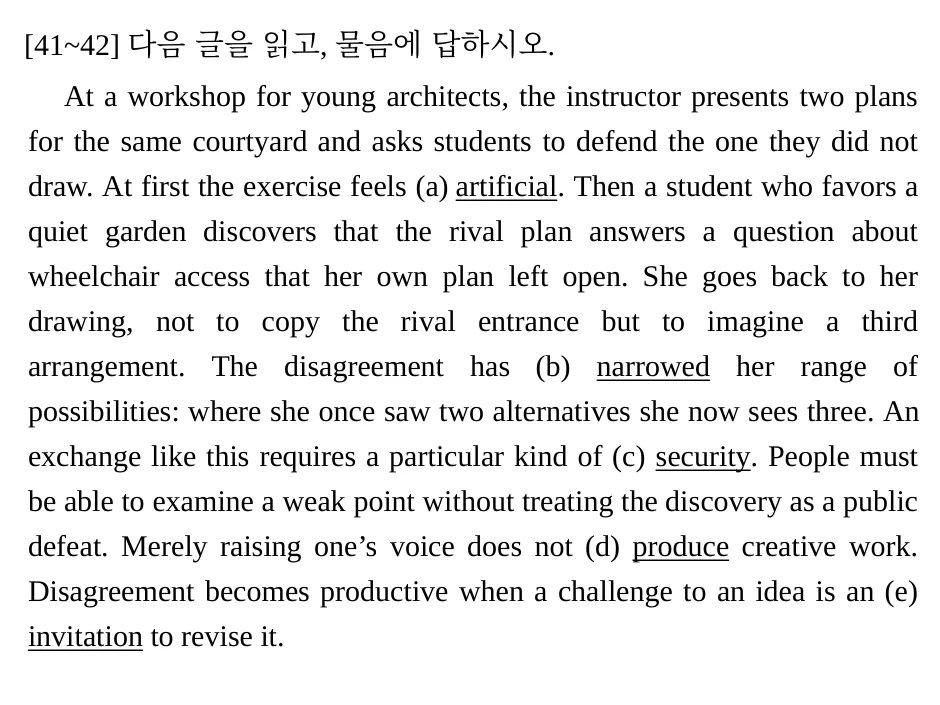 [41~42] 다음 글을 읽고, 물음에 답하시오.
At a workshop for young architects, the instructor presents two plans
for the same courtyard and asks students to defend the one they did not
draw. At first the exercise feels (a) artificial. Then a student who favors a
quiet garden discovers that the rival plan answers a question about
wheelchair access that her own plan left open. She goes back to her
drawing, not to copy the rival entrance but to imagine a third
arrangement. The disagreement has (b) narrowed her range of
possibilities: where she once saw two alternatives she now sees three. An
exchange like this requires a particular kind of (c) security. People must
be able to examine a weak point without treating the discovery as a public
defeat. Merely raising one’s voice does not (d) produce creative work.
Disagreement becomes productive when a challenge to an idea is an (e)
invitation to revise it.